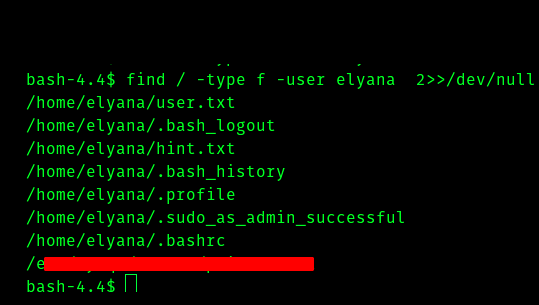 bash-4.4$ find / -type f -user elyana  2>>/dev/null
/home/elyana/user.txt
/home/elyana/.bash_logout
/home/elyana/hint.txt
/home/elyana/.bash_history
/home/elyana/.profile
/home/elyana/.sudo_as_admin_successful
/home/elyana/.bashrc
/e
bash-4.4$